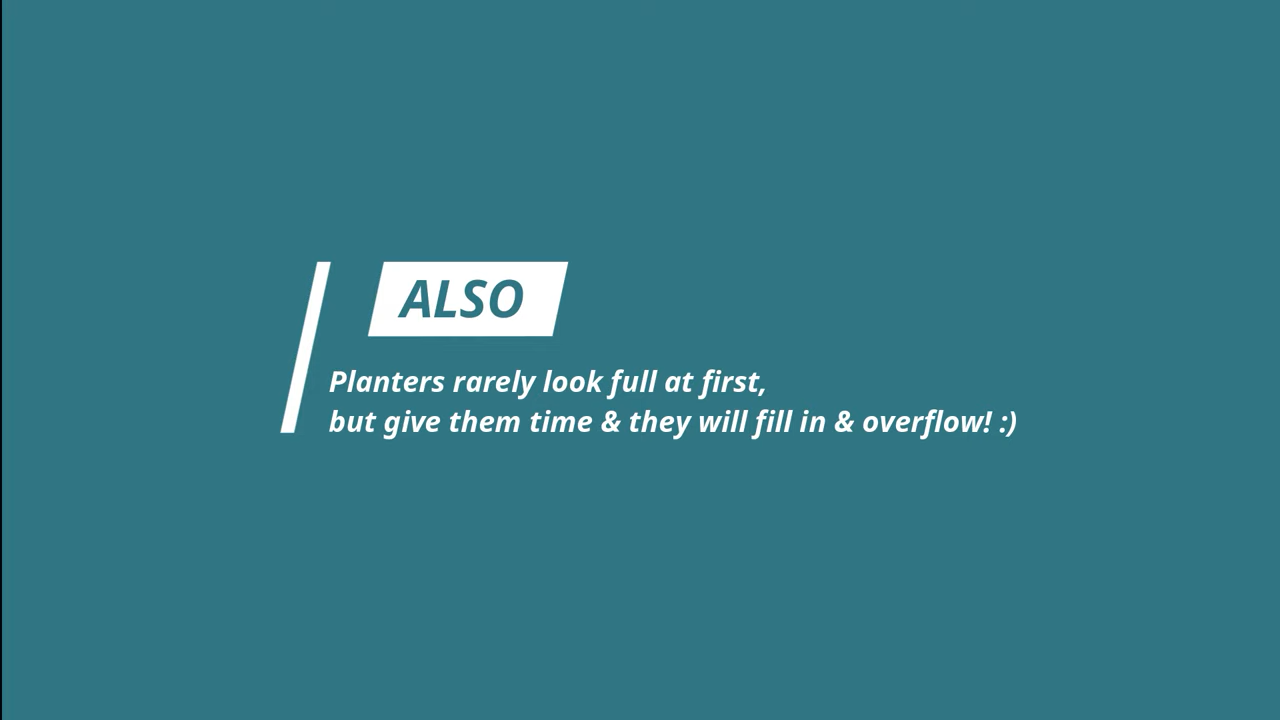 ALSO
Planters rarely look full at first,
but give them time & they will fill in & overflow! :)